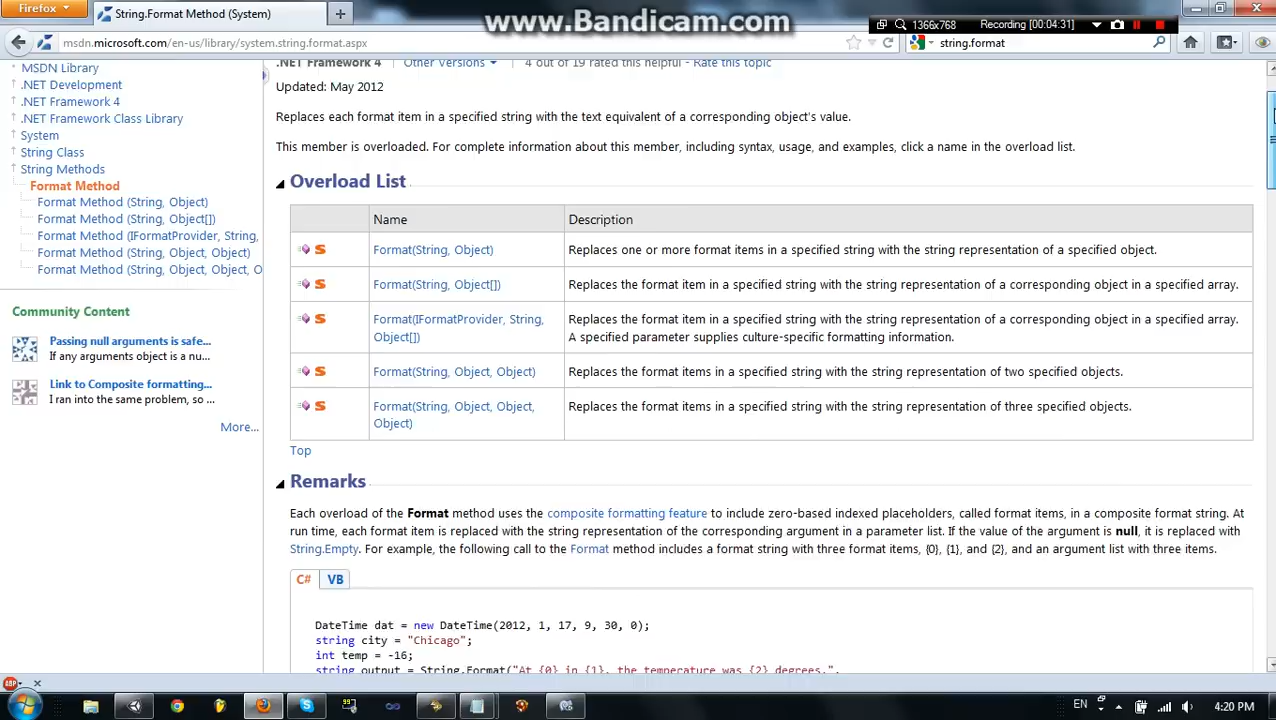 Firefox
String.Format Method (System)
www.Bandicam.com
1366x768
Recording [00:04:31]
msdn.microsoft.com/en-us/library/system.string.format.aspx
string.format
MSDN Library
.NET Development
.NET Framework 4
.NET Framework Class Library
System
String Class
String Methods
Format Method
Format Method (String, Object)
Format Method (String, Object[])
Format Method (IFormatProvider, String,
Format Method (String, Object, Object)
Format Method (String, Object, Object, O
Community Content
Passing null arguments is safe...
If any arguments object is a nu...
Link to Composite formatting...
I ran into the same problem, so ...
More...
.NET Framework 4 Other Versions 4 out of 19 rated this helpful - Rate this topic
Updated: May 2012
Replaces each format item in a specified string with the text equivalent of a corresponding object's value.
This member is overloaded. For complete information about this member, including syntax, usage, and examples, click a name in the overload list.
Overload List
Name Description
Format(String, Object) Replaces one or more format items in a specified string with the string representation of a specified object.
Format(String, Object[]) Replaces the format item in a specified string with the string representation of a corresponding object in a specified array.
Format(IFormatProvider, String, Replaces the format item in a specified string with the string representation of a corresponding object in a specified array.
Object[]) A specified parameter supplies culture-specific formatting information.
Format(String, Object, Object) Replaces the format items in a specified string with the string representation of two specified objects.
Format(String, Object, Object, Replaces the format items in a specified string with the string representation of three specified objects.
Object)
Top
Remarks
Each overload of the Format method uses the composite formatting feature to include zero-based indexed placeholders, called format items, in a composite format string. At
run time, each format item is replaced with the string representation of the corresponding argument in a parameter list. If the value of the argument is null, it is replaced with
String.Empty. For example, the following call to the Format method includes a format string with three format items, {0}, {1}, and {2}, and an argument list with three items.
C# VB
DateTime dat = new DateTime(2012, 1, 17, 9, 30, 0);
string city = "Chicago";
int temp = -16;
string output = String.Format("At {0} in {1}, the temperature was {2} degrees.",
ABP
EN
4:20 PM